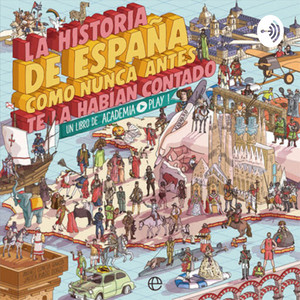 LA HISTORIA
DE ESPAÑA
COMO NUNCA ANTES
TE LA HABÍAN CONTADO
UN LIBRO DE ACADEMIA PLAY !
e